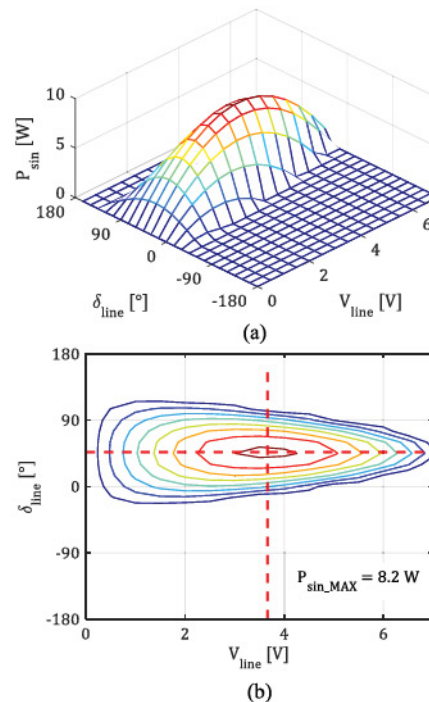 10
5
0
P_sin [W]
180
90
0
-90
-180
δ_line [°]
0
2
4
6
V_line [V]
(a)
180
90
0
-90
-180
δ_line [°]
P_sin_MAX = 8.2 W
0
2
4
6
V_line [V]
(b)